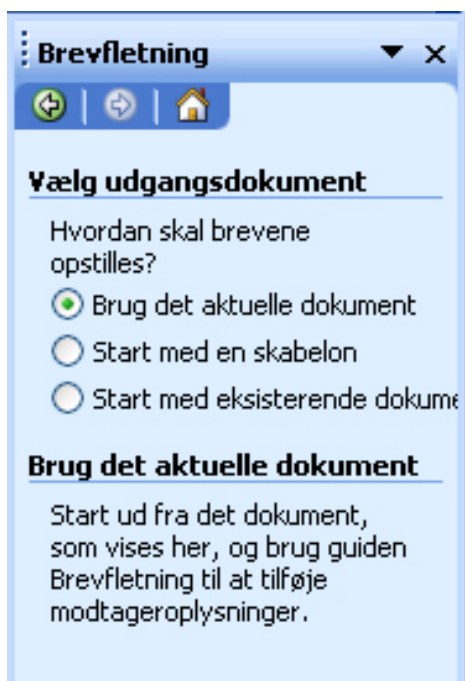 Brevfletning
Vælg udgangsdokument
Hvordan skal brevene
opstilles?
Brug det aktuelle dokument
Start med en skabelon
Start med eksisterende dokume
Brug det aktuelle dokument
Start ud fra det dokument,
som vises her, og brug guiden
Brevfletning til at tilføje
modtageroplysninger.